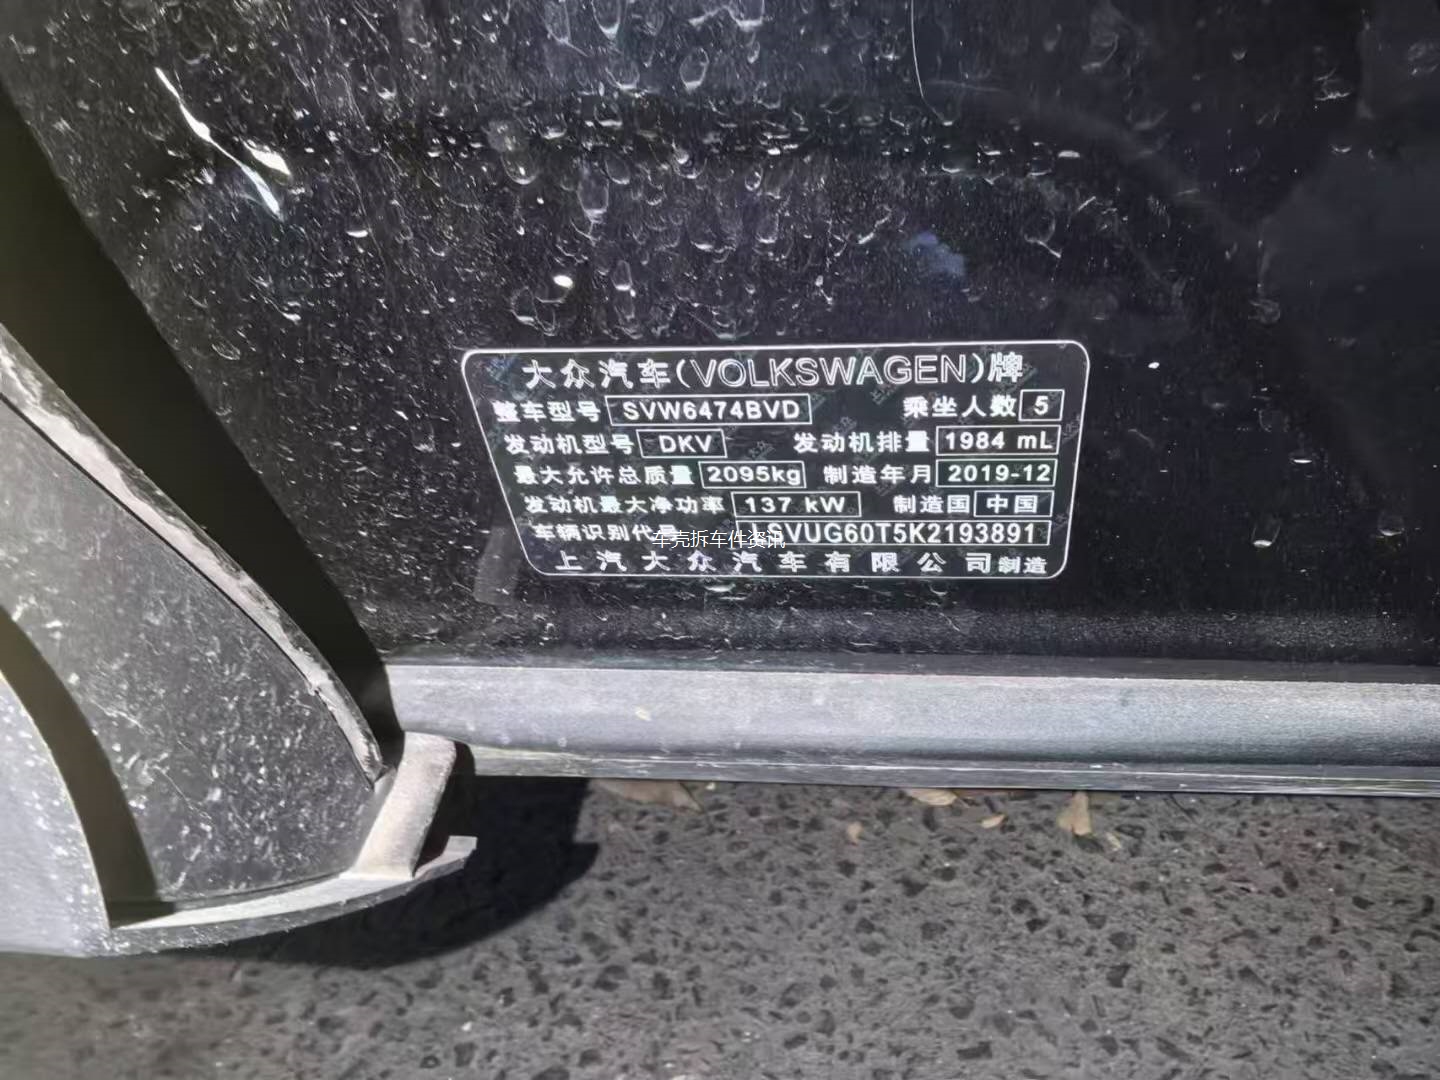 大众汽车(VOLKSWAGEN)牌
整车型号 SVW6474BVD 乘坐人数 5
发动机型号 DKV 发动机排量 1984 mL
最大允许总质量 2095kg 制造年月 2019-12
发动机最大净功率 137 kW 制造国 中国
车辆识别代号 LSVUG60T5K2193891
车壳拆车件资讯
上汽大众汽车有限公司制造